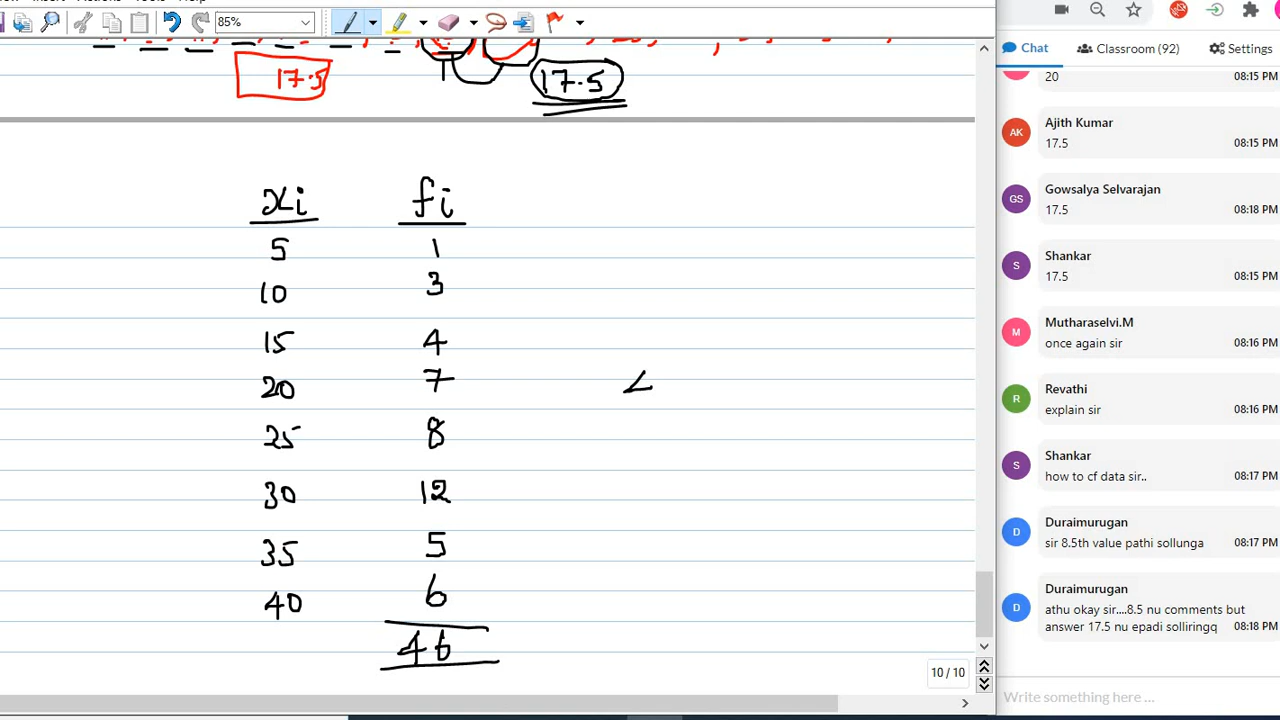 85%
17.5
17.5
xi fi
5 1
10 3
15 4
20 7
25 8
30 12
35 5
40 6
46
<
10 / 10
Chat
Classroom (92)
Settings
20
08:15 PM
AK
Ajith Kumar
17.5
08:15 PM
GS
Gowsalya Selvarajan
17.5
08:18 PM
S
Shankar
17.5
08:15 PM
M
Mutharaselvi.M
once again sir
08:16 PM
R
Revathi
explain sir
08:16 PM
S
Shankar
how to cf data sir..
08:17 PM
D
Duraimurugan
sir 8.5th value pathi sollunga
08:17 PM
D
Duraimurugan
athu okay sir....8.5 nu comments but
answer 17.5 nu epadi solliringq
08:18 PM
Write something here ...